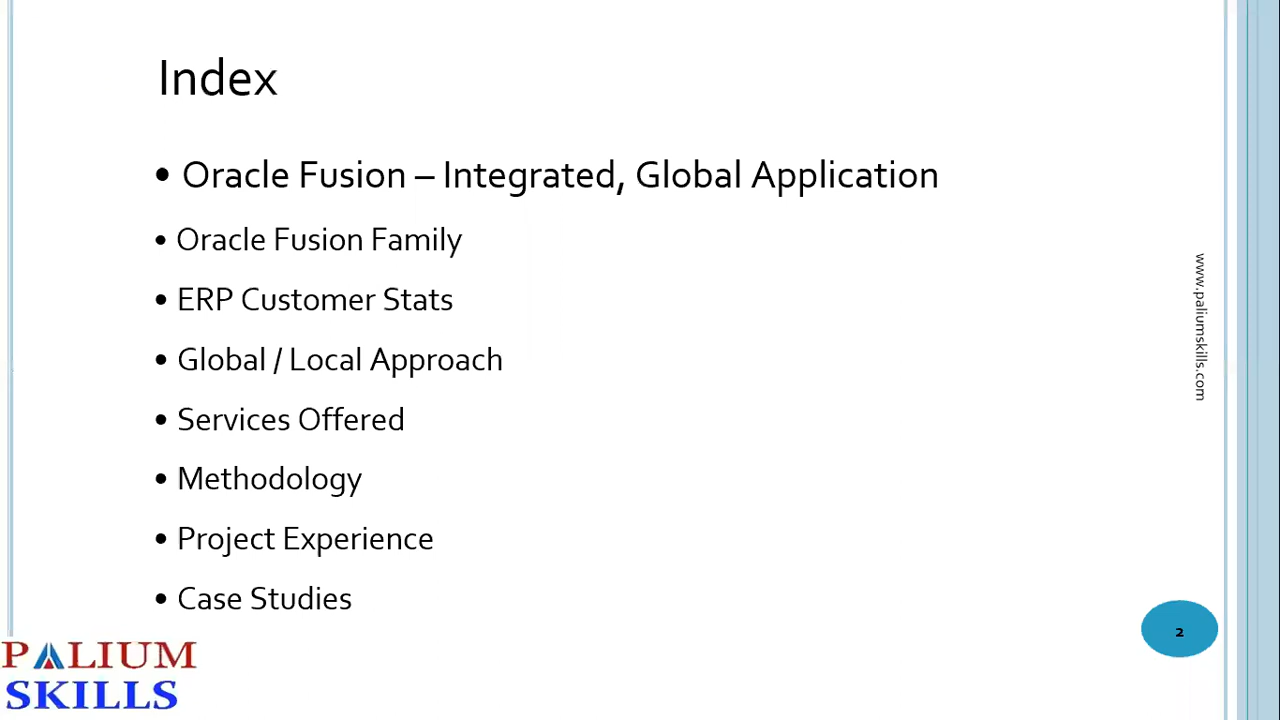 Index
• Oracle Fusion – Integrated, Global Application
• Oracle Fusion Family
• ERP Customer Stats
• Global / Local Approach
• Services Offered
• Methodology
• Project Experience
• Case Studies
www.paliumskills.com
2
PALIUM
SKILLS